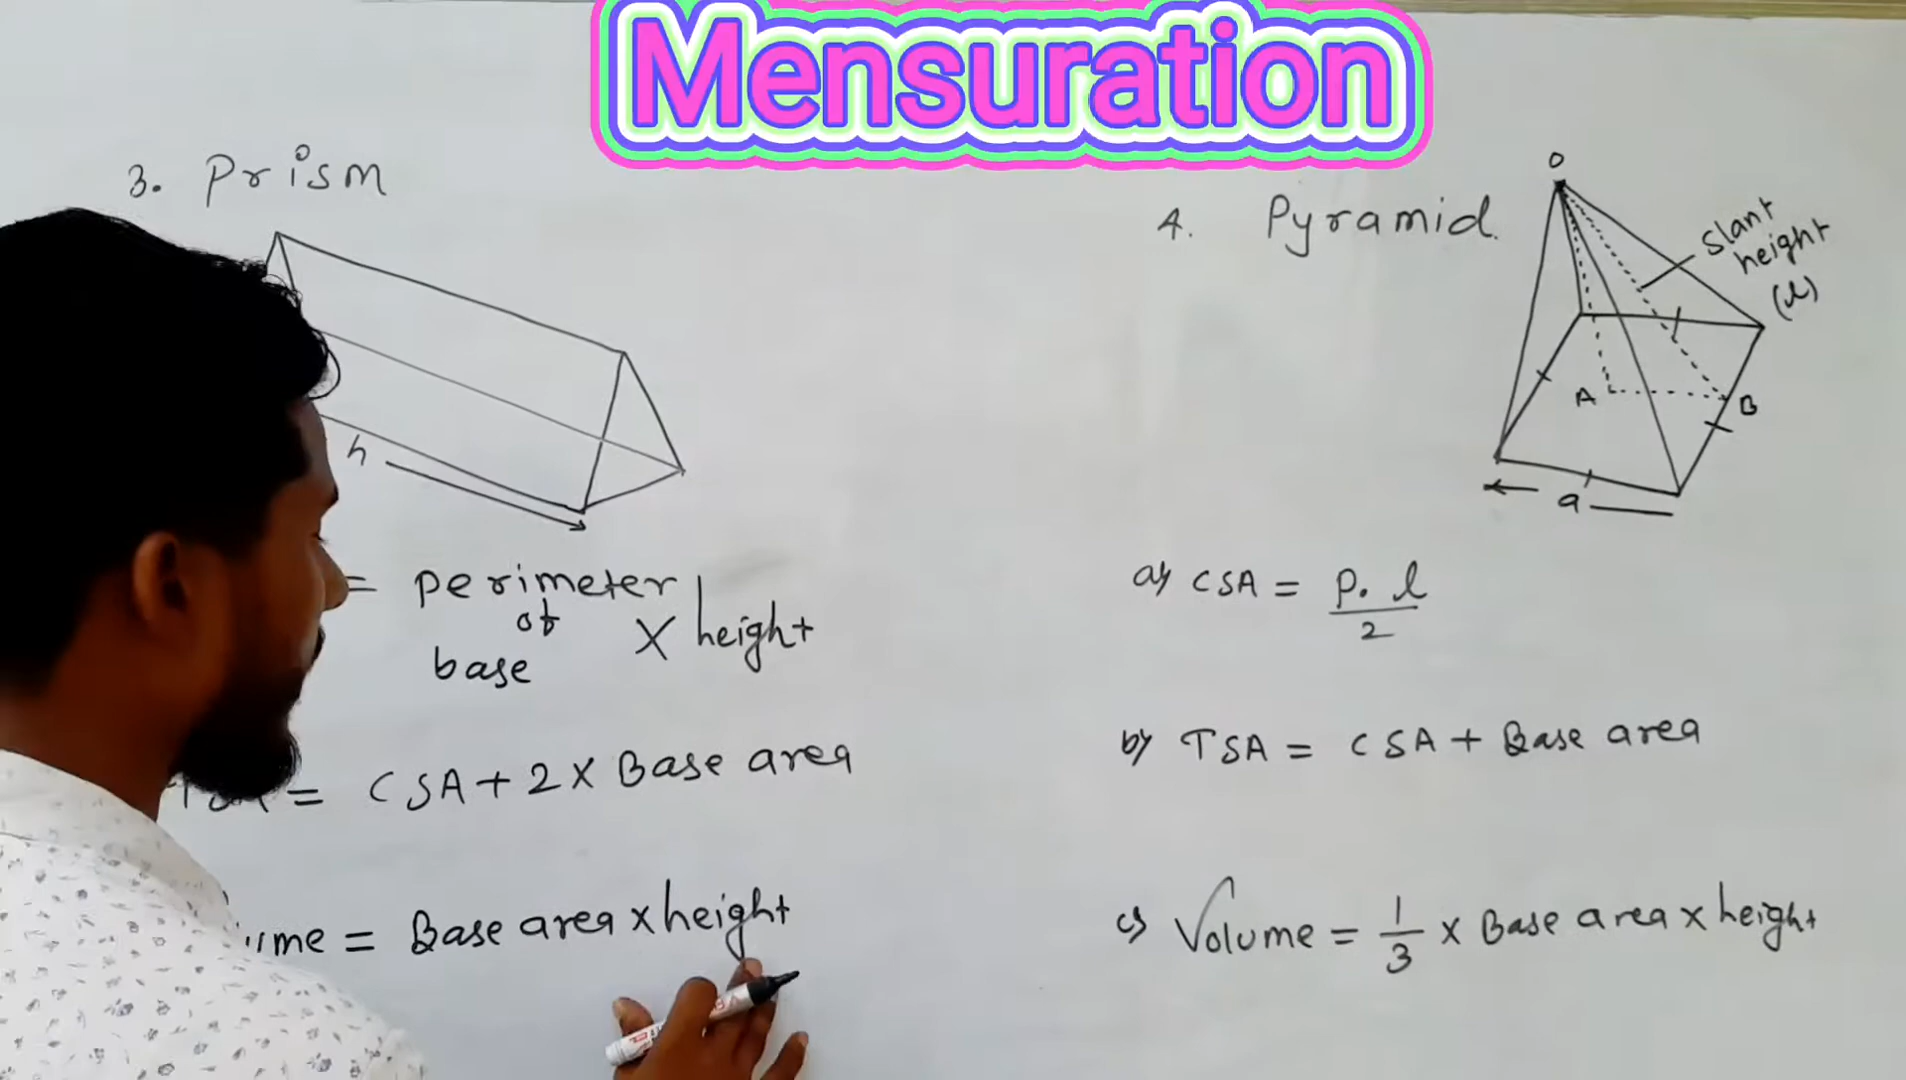 Mensuration
3. Prism
h
= perimeter
of
base
X height
TSA = CSA + 2 X Base area
ume = Base area x height
4. Pyramid.
O
Slant
height
(l)
A
B
a
a) CSA = P. l
2
b) TSA = CSA + Base area
c) Volume = 1/3 x Base area x height